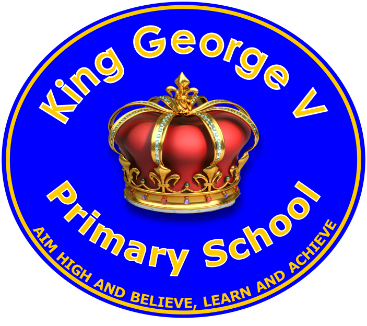 King George V
Primary School
AIM HIGH AND BELIEVE, LEARN AND ACHIEVE